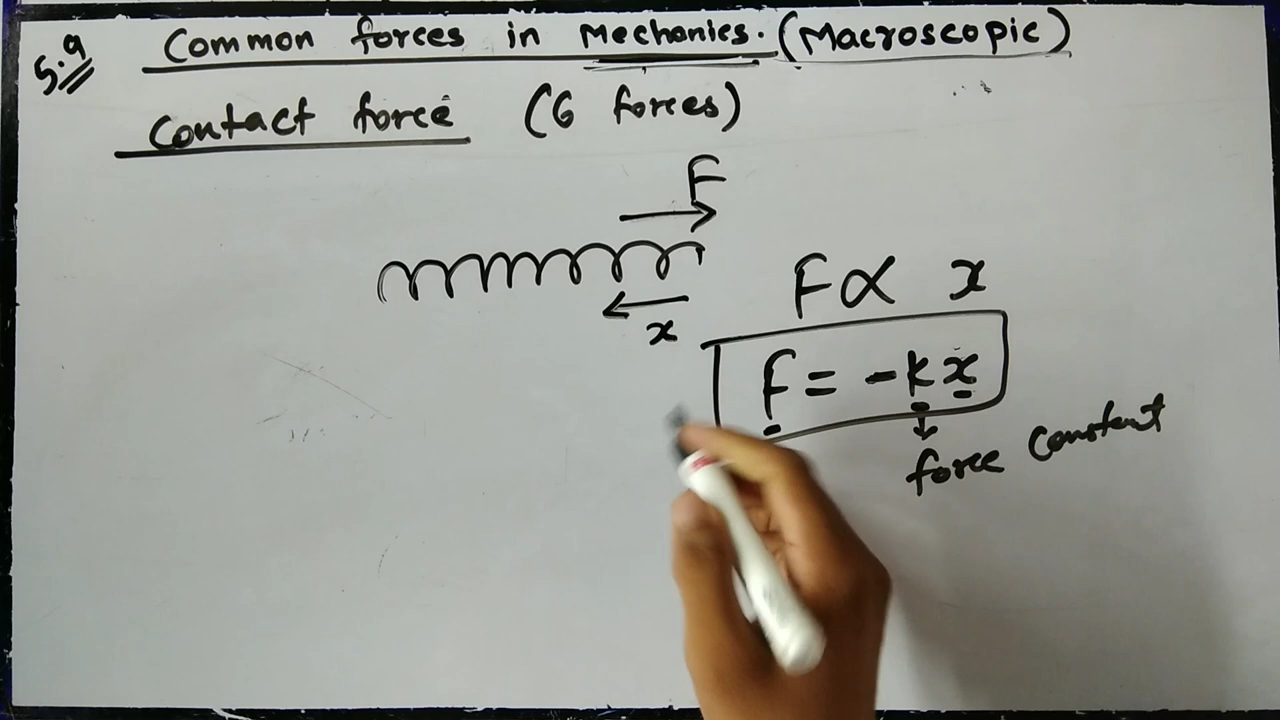 5.9 Common forces in Mechanics. (Macroscopic)
Contact force (6 forces)
F
x
F ∝ x
F = -kx
force constant